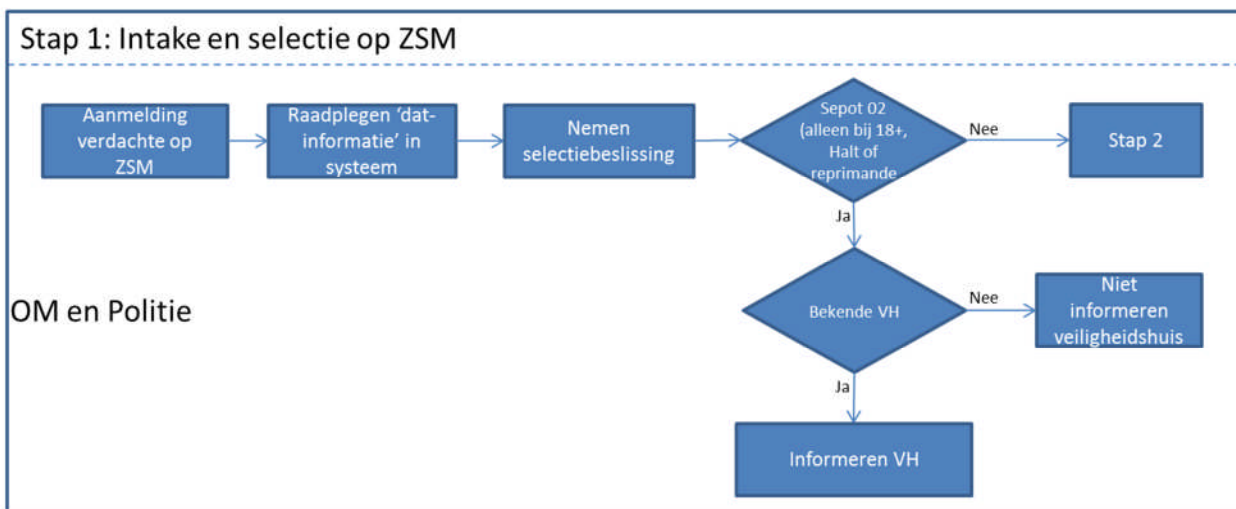 Stap 1: Intake en selectie op ZSM
Aanmelding
verdachte op
ZSM
Raadplegen ‘dat-
informatie’ in
systeem
Nemen
selectiebeslissing
Sepot 02
(alleen bij 18+,
Halt of
reprimande
Nee
Stap 2
Ja
OM en Politie
Bekende VH
Nee
Niet
informeren
veiligheidshuis
Ja
Informeren VH